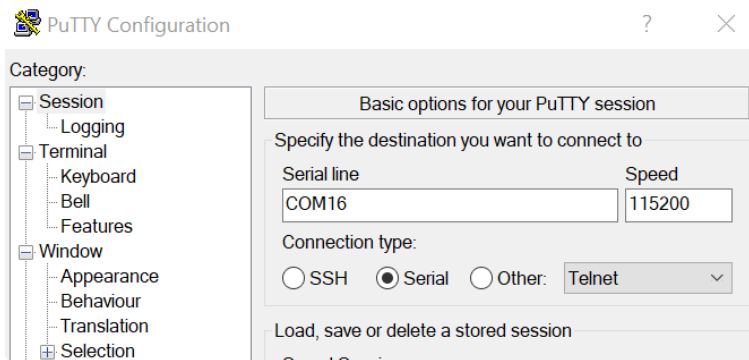 PuTTY Configuration
?
Category:
Session
Logging
Terminal
Keyboard
Bell
Features
Window
Appearance
Behaviour
Translation
Selection
Basic options for your PuTTY session
Specify the destination you want to connect to
Serial line Speed
COM16 115200
Connection type:
SSH Serial Other: Telnet
Load, save or delete a stored session